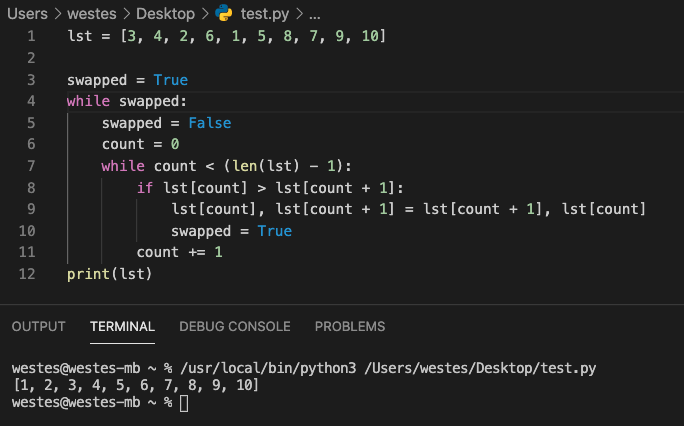 Users > westes > Desktop > test.py > ...
1 lst = [3, 4, 2, 6, 1, 5, 8, 7, 9, 10]
2
3 swapped = True
4 while swapped:
5     swapped = False
6     count = 0
7     while count < (len(lst) - 1):
8         if lst[count] > lst[count + 1]:
9             lst[count], lst[count + 1] = lst[count + 1], lst[count]
10             swapped = True
11         count += 1
12 print(lst)
OUTPUT TERMINAL DEBUG CONSOLE PROBLEMS
westes@westes-mb ~ % /usr/local/bin/python3 /Users/westes/Desktop/test.py
[1, 2, 3, 4, 5, 6, 7, 8, 9, 10]
westes@westes-mb ~ %